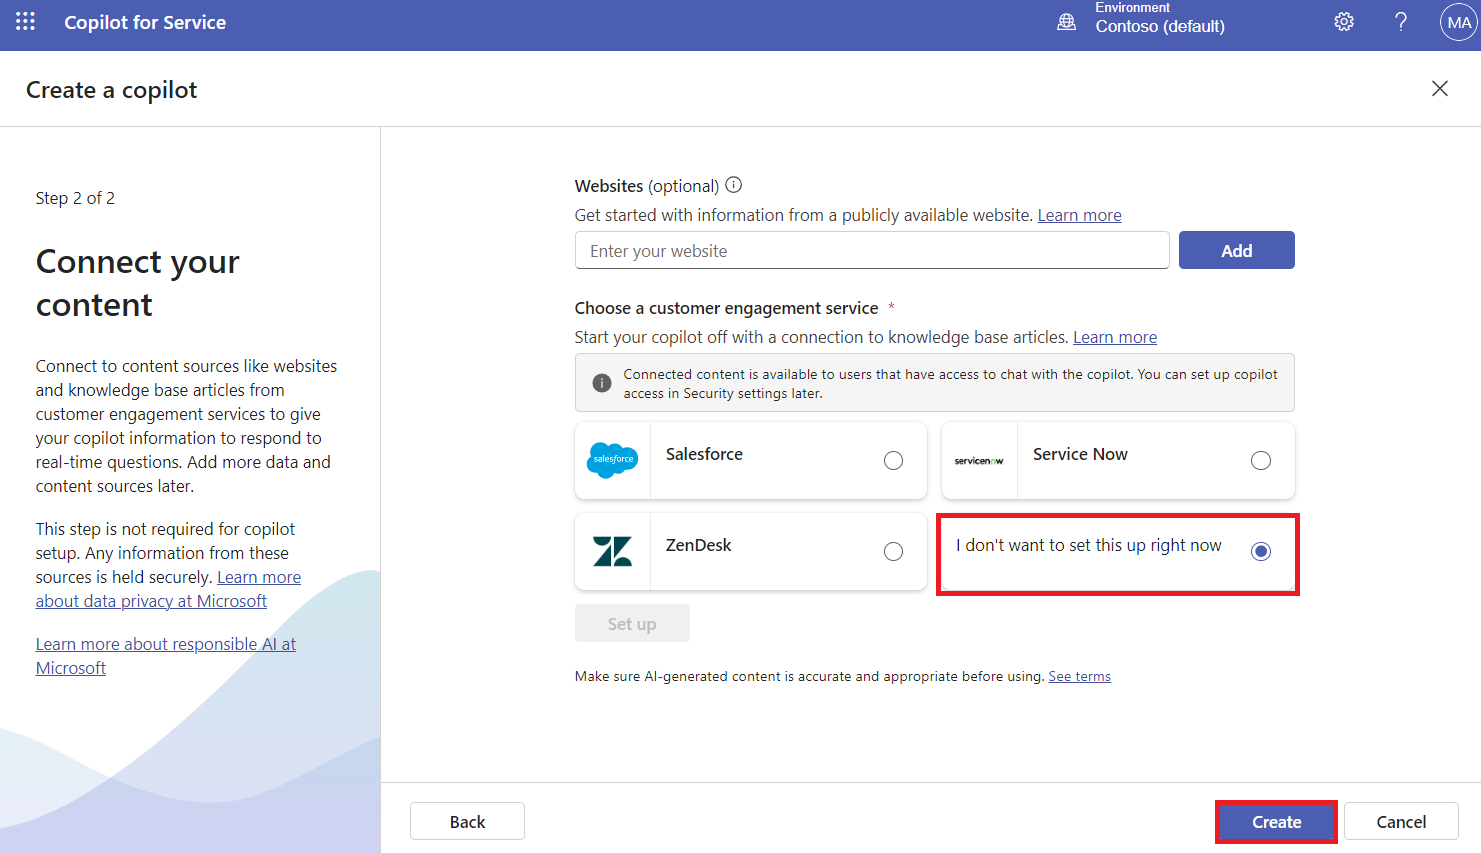 Copilot for Service
Environment
Contoso (default)
?
MA
Create a copilot
Step 2 of 2
Connect your
content
Connect to content sources like websites
and knowledge base articles from
customer engagement services to give
your copilot information to respond to
real-time questions. Add more data and
content sources later.
This step is not required for copilot
setup. Any information from these
sources is held securely. Learn more
about data privacy at Microsoft
Learn more about responsible AI at
Microsoft
Websites (optional)
Get started with information from a publicly available website. Learn more
Enter your website
Add
Choose a customer engagement service *
Start your copilot off with a connection to knowledge base articles. Learn more
Connected content is available to users that have access to chat with the copilot. You can set up copilot
access in Security settings later.
salesforce
Salesforce
servicenow
Service Now
ZenDesk
I don't want to set this up right now
Set up
Make sure AI-generated content is accurate and appropriate before using. See terms
Back
Create
Cancel